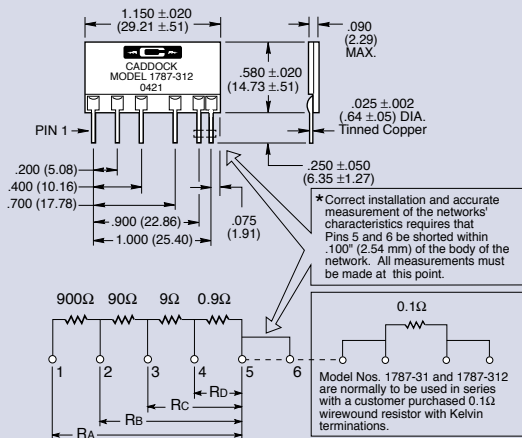 1.150 ±.020
(29.21 ±.51)
.090
(2.29)
MAX.
CADDOCK
MODEL 1787-312
0421
.580 ±.020
(14.73 ±.51)
.025 ±.002
(.64 ±.05) DIA.
Tinned Copper
PIN 1
.250 ±.050
(6.35 ±1.27)
.200 (5.08)
.400 (10.16)
.700 (17.78)
.900 (22.86)
1.000 (25.40)
.075
(1.91)
* Correct installation and accurate
measurement of the networks'
characteristics requires that
Pins 5 and 6 be shorted within
.100" (2.54 mm) of the body of the
network. All measurements must
be made at this point.
900Ω 90Ω 9Ω 0.9Ω
0.1Ω
1 2 3 4 5 6
RD
RC
RB
RA
Model Nos. 1787-31 and 1787-312
are normally to be used in series
with a customer purchased 0.1Ω
wirewound resistor with Kelvin
terminations.